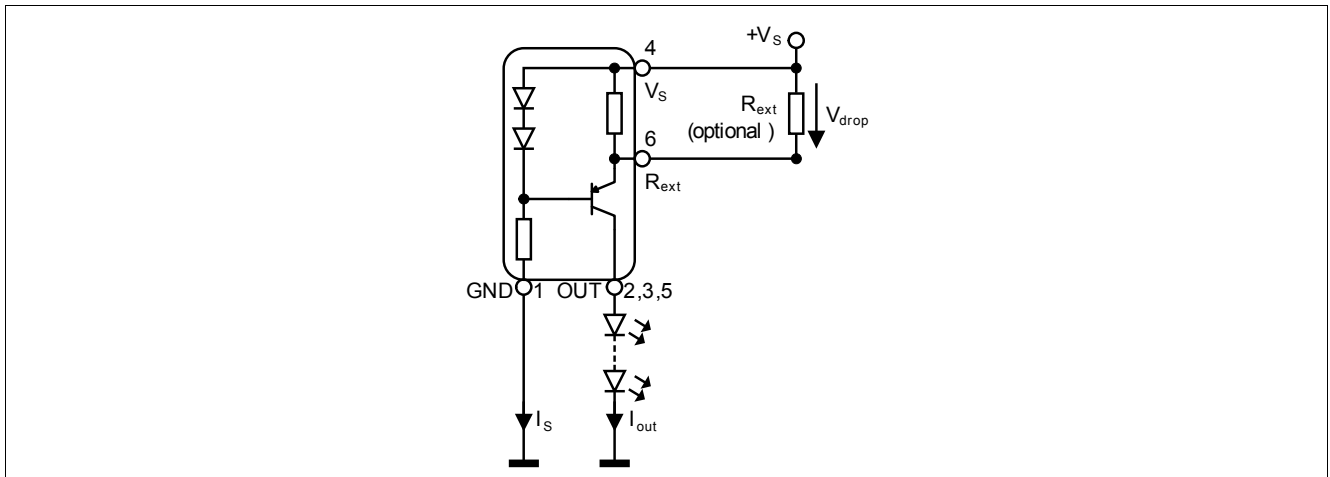 +VS
4
VS
Rext
(optional )
Vdrop
6
Rext
GND 1 OUT 2,3,5
IS
Iout